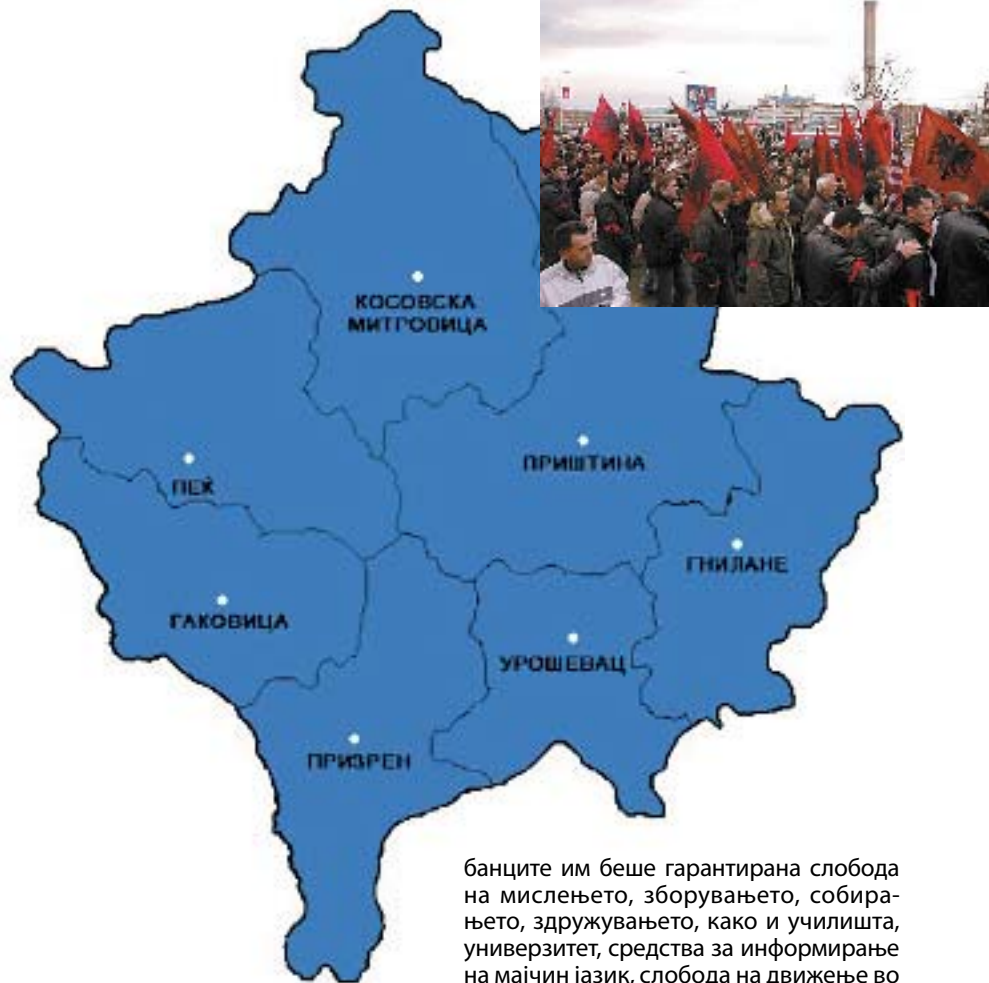 КОСОВСКА
МИТРОВИЦА
ПРИШТИНА
ПЕЌ
ГНИЛАНЕ
ЃАКОВИЦА
УРОШЕВАЦ
ПРИЗРЕН
банците им беше гарантирана слобода
на мислењето, зборувањето, собира-
њето, здружувањето, како и училишта,
универзитет, средства за информирање
на мајчин јазик, слобода на движење во